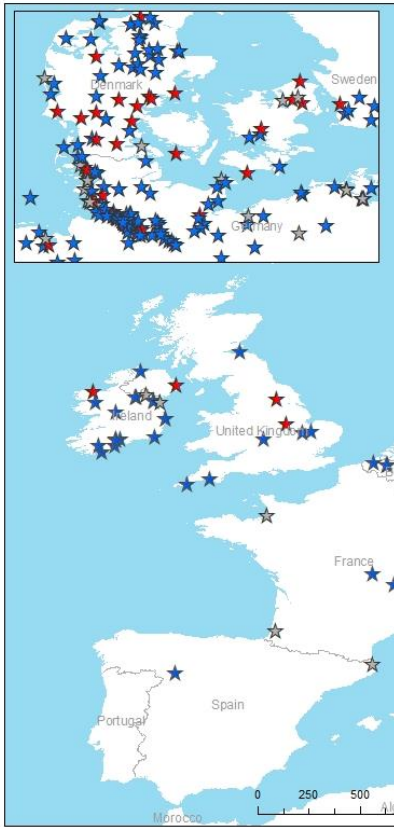 Sweden
Denmark
Germany
Ireland
United Kingdom
France
Spain
Portugal
0 250 500
Morocco